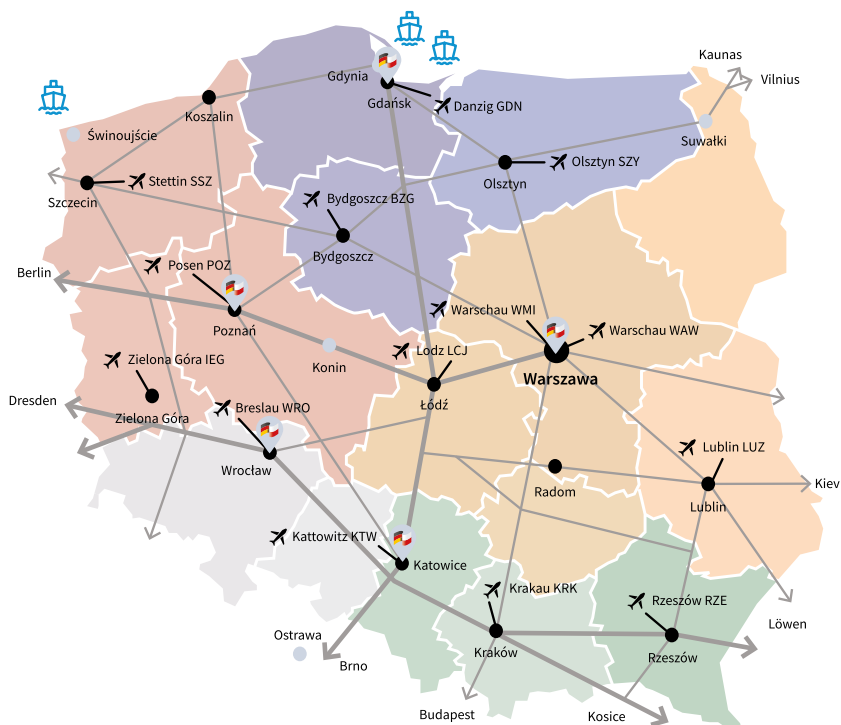 Kaunas
Vilnius
Gdynia
Gdańsk
Danzig GDN
Koszalin
Świnoujście
Suwałki
Stettin SSZ
Olsztyn SZY
Olsztyn
Szczecin
Bydgoszcz BZG
Bydgoszcz
Berlin
Posen POZ
Poznań
Warschau WMI
Warschau WAW
Konin
Lodz LCJ
Zielona Góra IEG
Warszawa
Dresden
Breslau WRO
Łódź
Zielona Góra
Wrocław
Lublin LUZ
Radom
Kiev
Lublin
Kattowitz KTW
Katowice
Krakau KRK
Rzeszów RZE
Löwen
Ostrawa
Kraków
Rzeszów
Brno
Budapest
Kosice